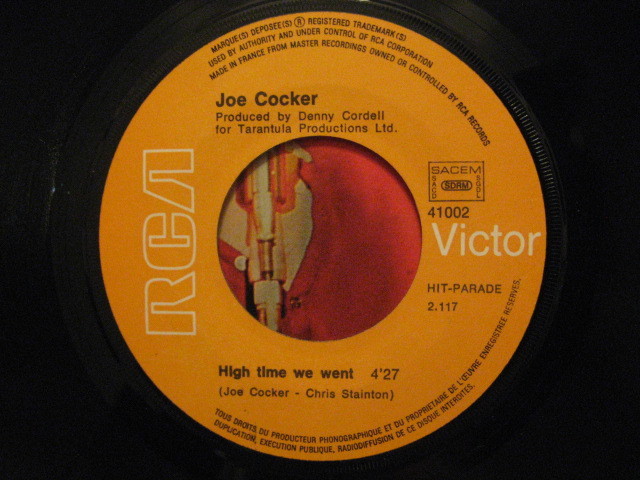 MARQUE(S) DEPOSEE(S) ® REGISTERED TRADEMARK(S)
USED BY AUTHORITY AND UNDER CONTROL OF RCA CORPORATION
MADE IN FRANCE FROM MASTER RECORDINGS OWNED OR CONTROLLED BY RCA RECORDS
Joe Cocker
Produced by Denny Cordell
for Tarantula Productions Ltd.
RCA
SACEM
SACD SDRM SGDL
41002
Victor
HIT-PARADE
2.117
High time we went 4'27
(Joe Cocker - Chris Stainton)
TOUS DROITS DU PRODUCTEUR PHONOGRAPHIQUE ET DU PROPRIETAIRE DE L'ŒUVRE ENREGISTREE RESERVES.
DUPLICATION, EXECUTION PUBLIQUE, RADIODIFFUSION DE CE DISQUE INTERDITES.